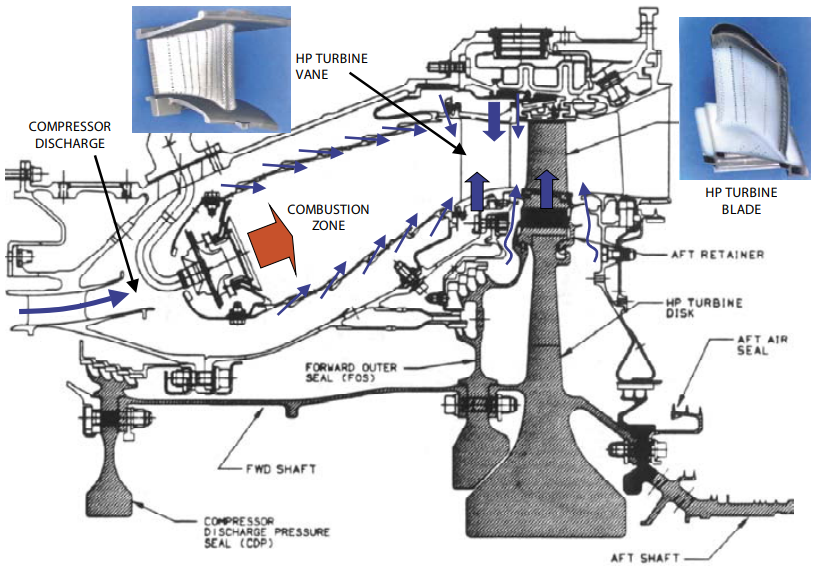 HP TURBINE
VANE
COMPRESSOR
DISCHARGE
COMBUSTION
ZONE
HP TURBINE
BLADE
AFT RETAINER
HP TURBINE
DISK
AFT AIR
SEAL
FORWARD OUTER
SEAL (FOS)
FWD SHAFT
COMPRESSOR
DISCHARGE PRESSURE
SEAL (CDP)
AFT SHAFT